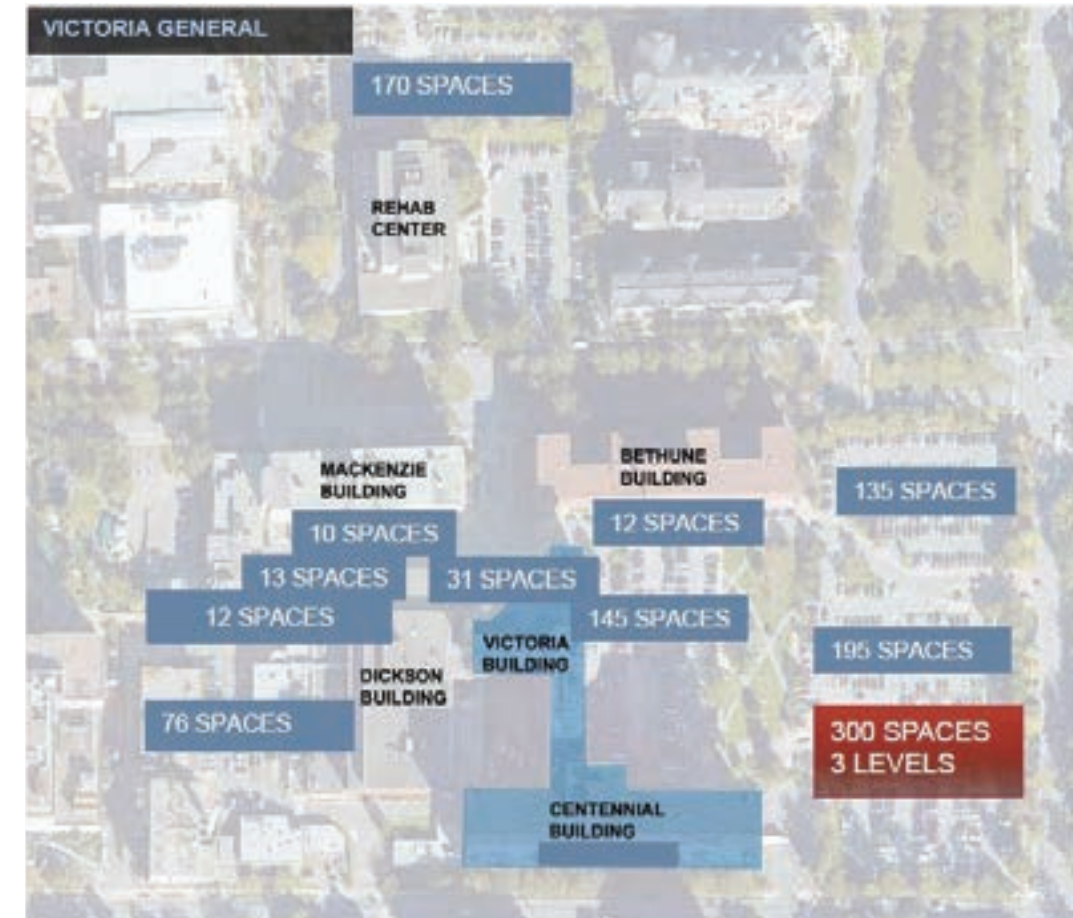 VICTORIA GENERAL
170 SPACES
REHAB
CENTER
MACKENZIE
BUILDING
BETHUNE
BUILDING
135 SPACES
10 SPACES
12 SPACES
13 SPACES
31 SPACES
12 SPACES
145 SPACES
VICTORIA
BUILDING
195 SPACES
DICKSON
BUILDING
76 SPACES
300 SPACES
3 LEVELS
CENTENNIAL
BUILDING